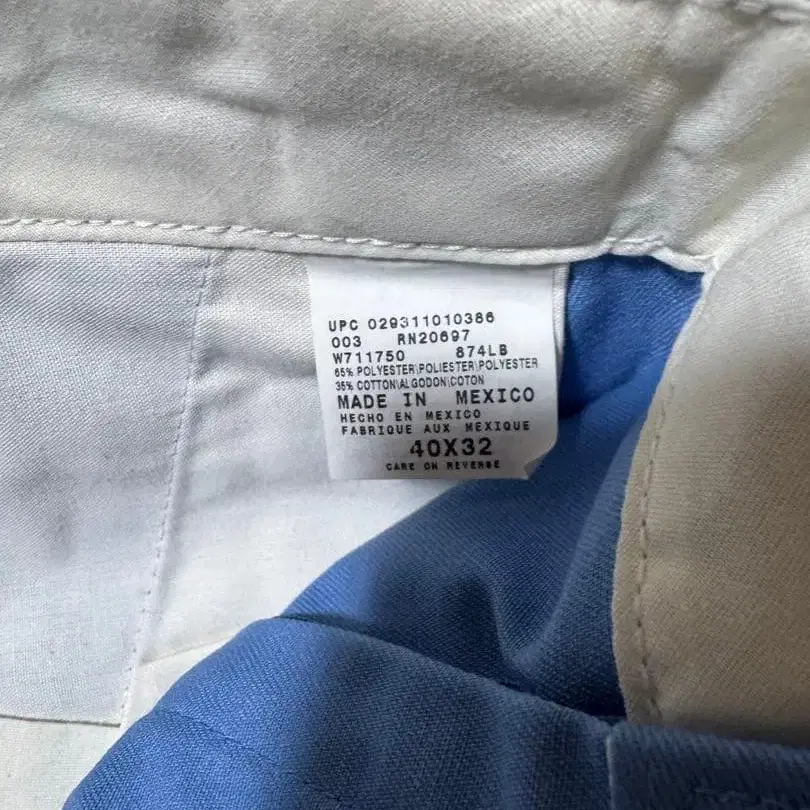 UPC 029311010386
003 RN20697
W711750 874LB
65% POLYESTER\POLIESTER\POLYESTER
35% COTTON\ALGODON\COTON
MADE IN MEXICO
HECHO EN MEXICO
FABRIQUE AUX MEXIQUE
40X32
CARE ON REVERSE